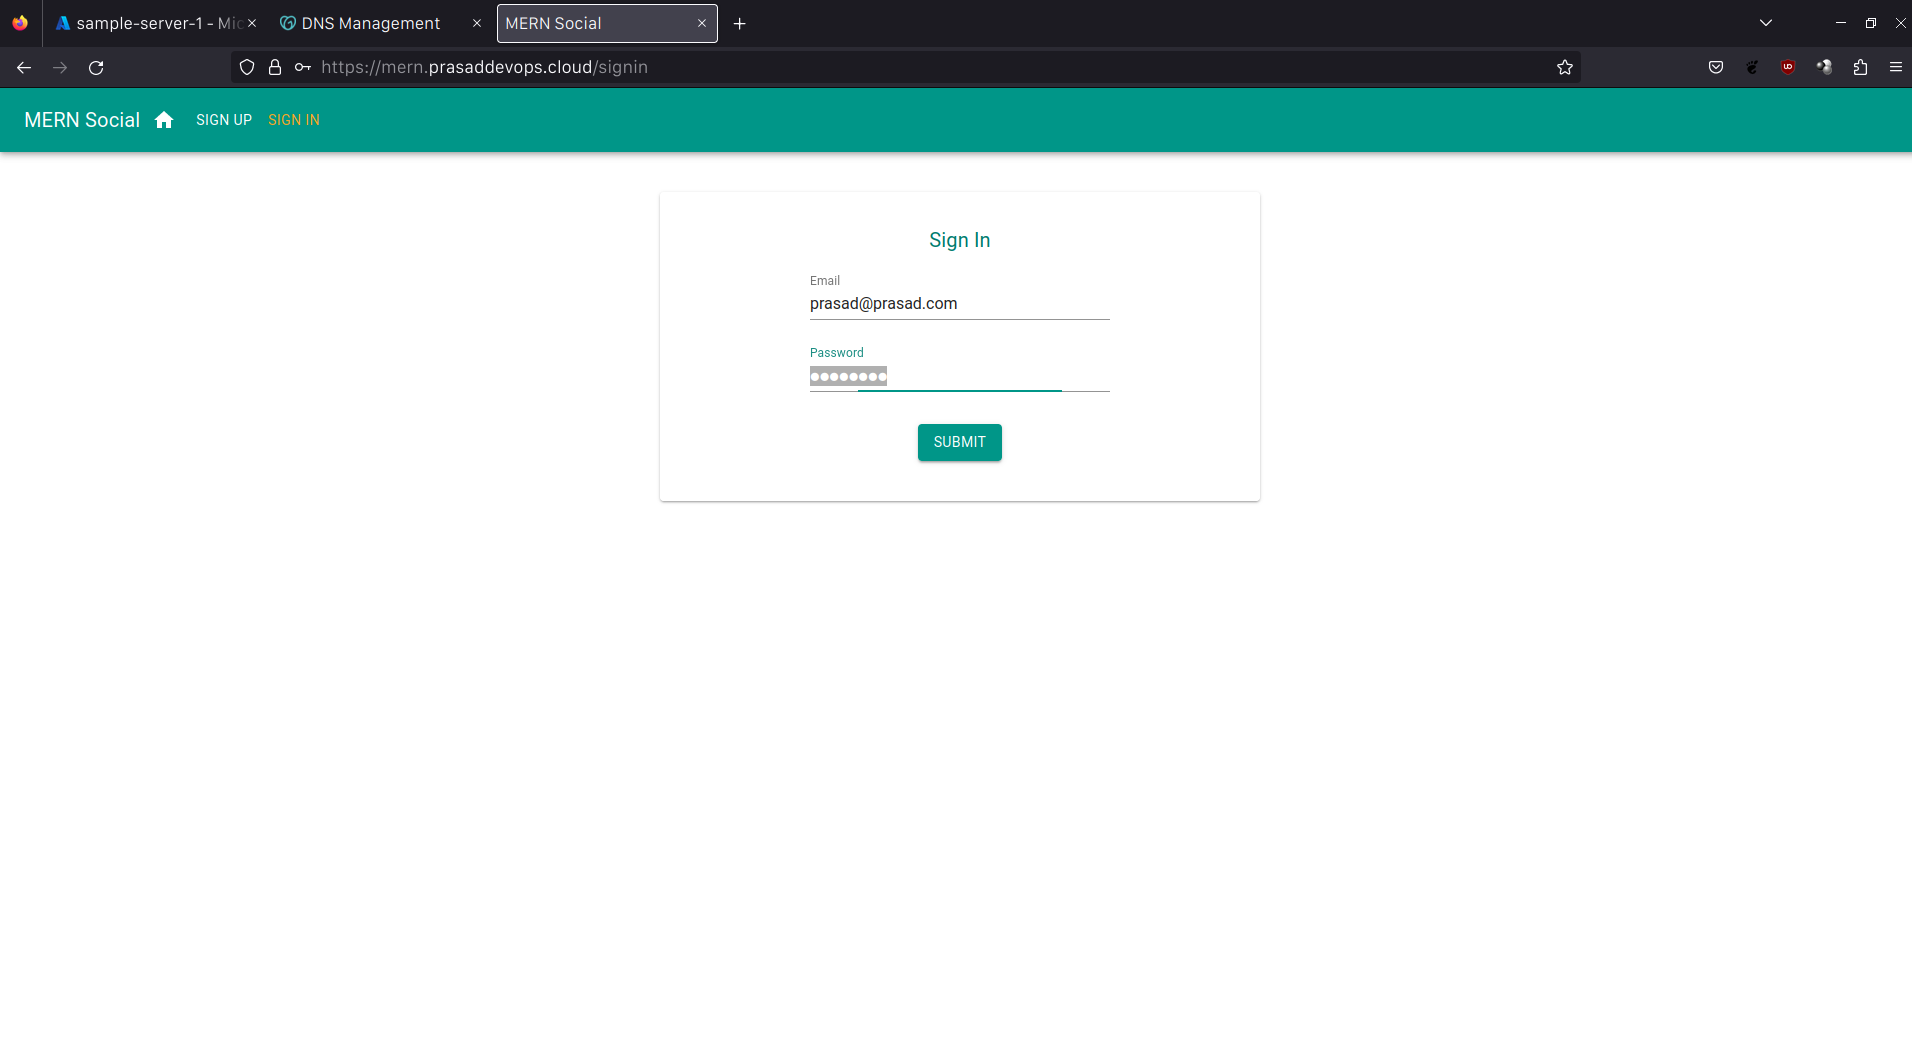 sample-server-1 - Mic
DNS Management
MERN Social
https://mern.prasaddevops.cloud/signin
MERN Social SIGN UP SIGN IN
Sign In
Email
prasad@prasad.com
Password
••••••••
SUBMIT